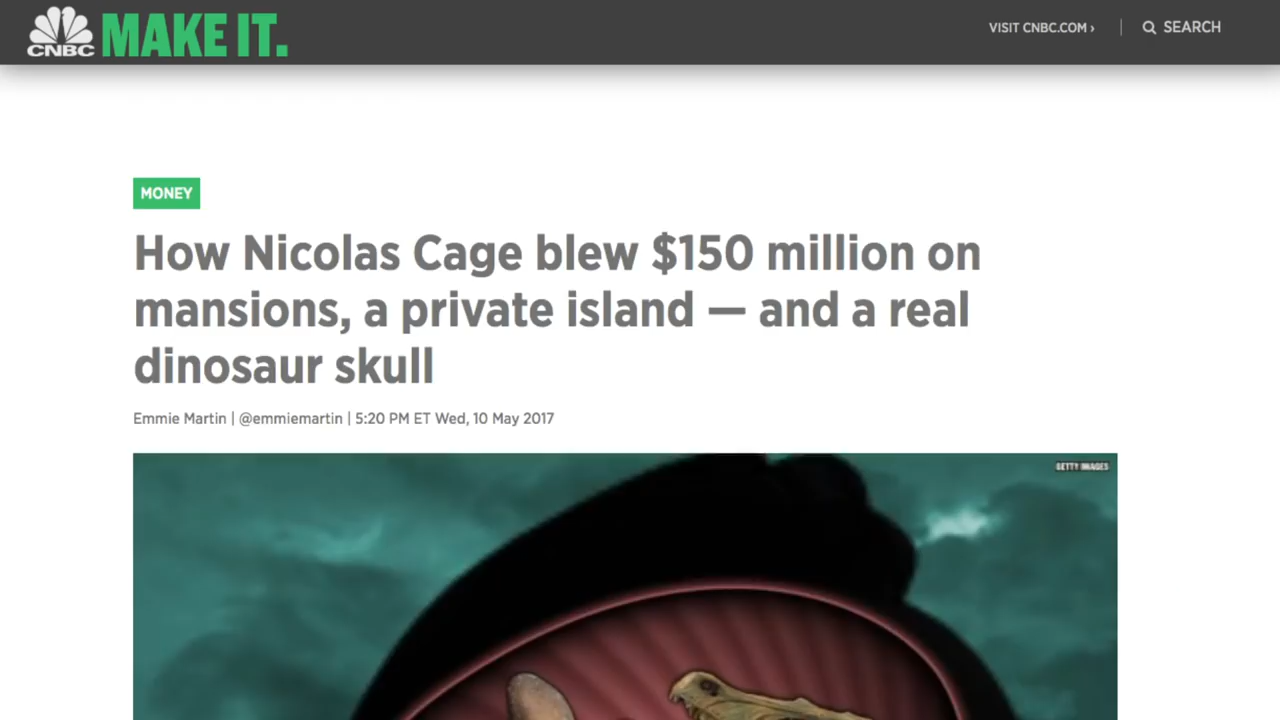 CNBC MAKE IT.
VISIT CNBC.COM › | SEARCH
MONEY
How Nicolas Cage blew $150 million on
mansions, a private island — and a real
dinosaur skull
Emmie Martin | @emmiemartin | 5:20 PM ET Wed, 10 May 2017
GETTY IMAGES